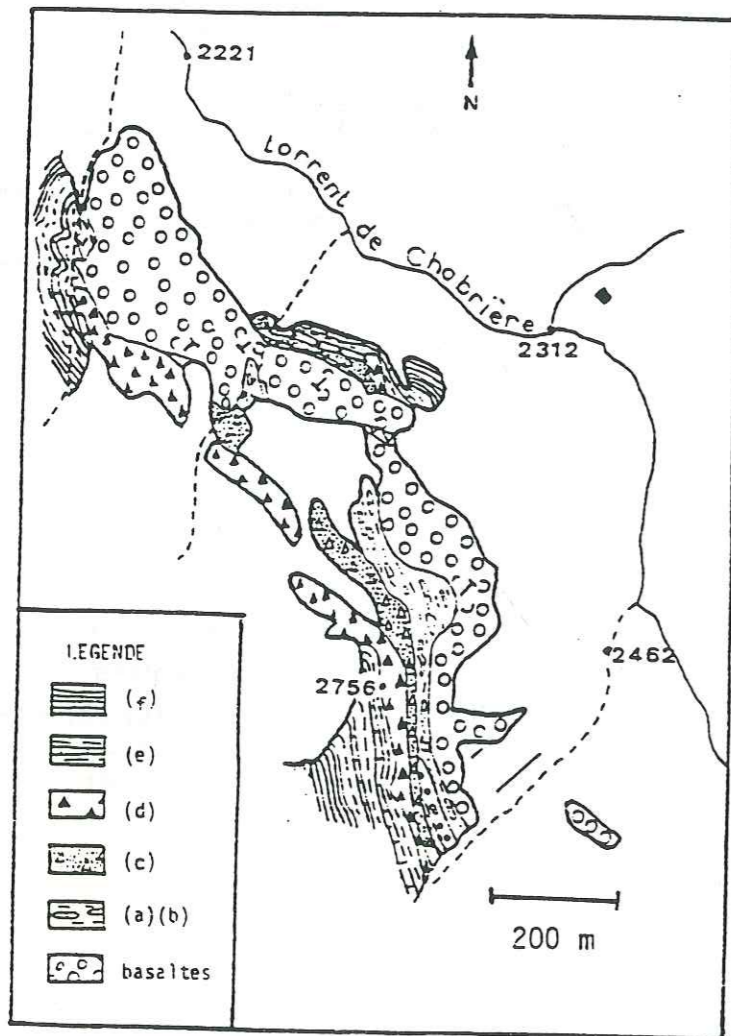 2221
N
torrent de Chabrière
2312
2462
2756
LEGENDE
(f)
(e)
(d)
(c)
(a)(b)
basaltes
200 m